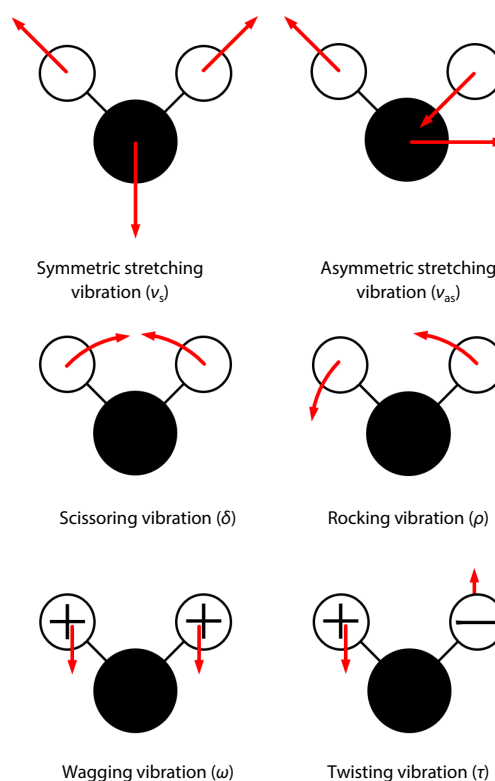 Symmetric stretching
vibration (νs)
Asymmetric stretching
vibration (νas)
Scissoring vibration (δ)
Rocking vibration (ρ)
+ +
+ −
Wagging vibration (ω)
Twisting vibration (τ)